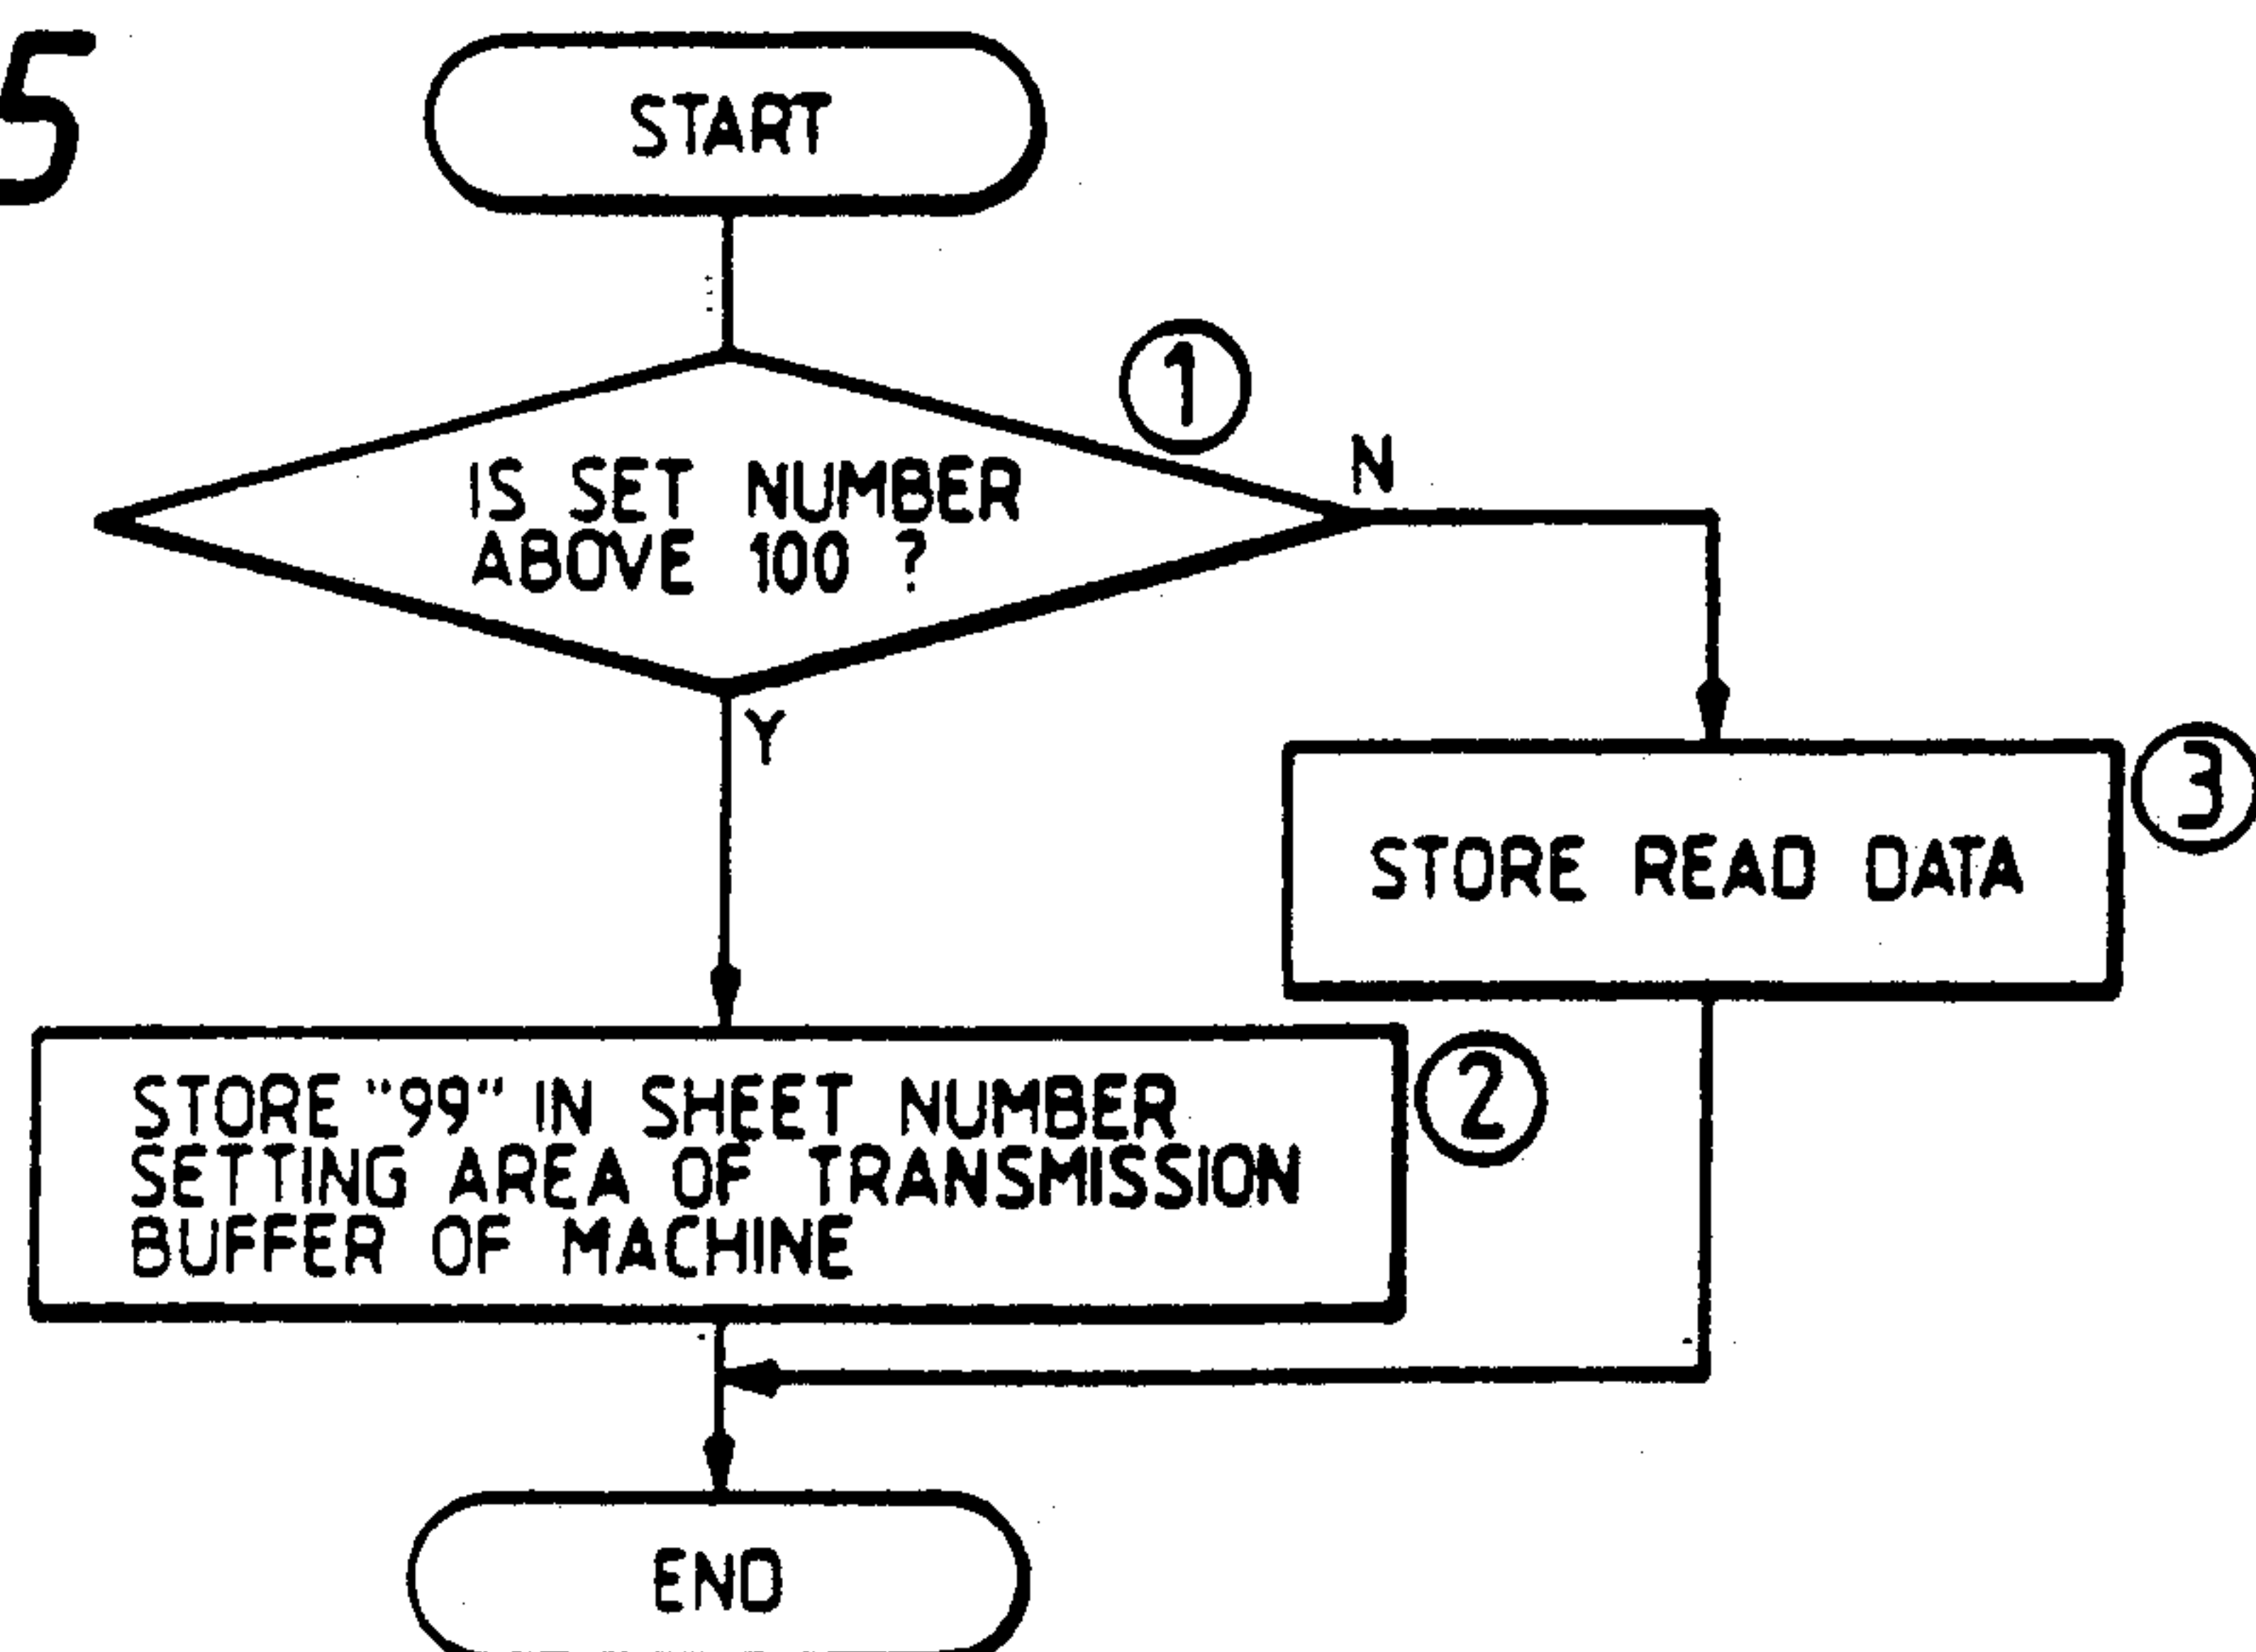 5
START
1
IS SET NUMBER
ABOVE 100 ?
N
Y
3
STORE READ DATA
STORE "99" IN SHEET NUMBER
SETTING AREA OF TRANSMISSION
BUFFER OF MACHINE
2
END